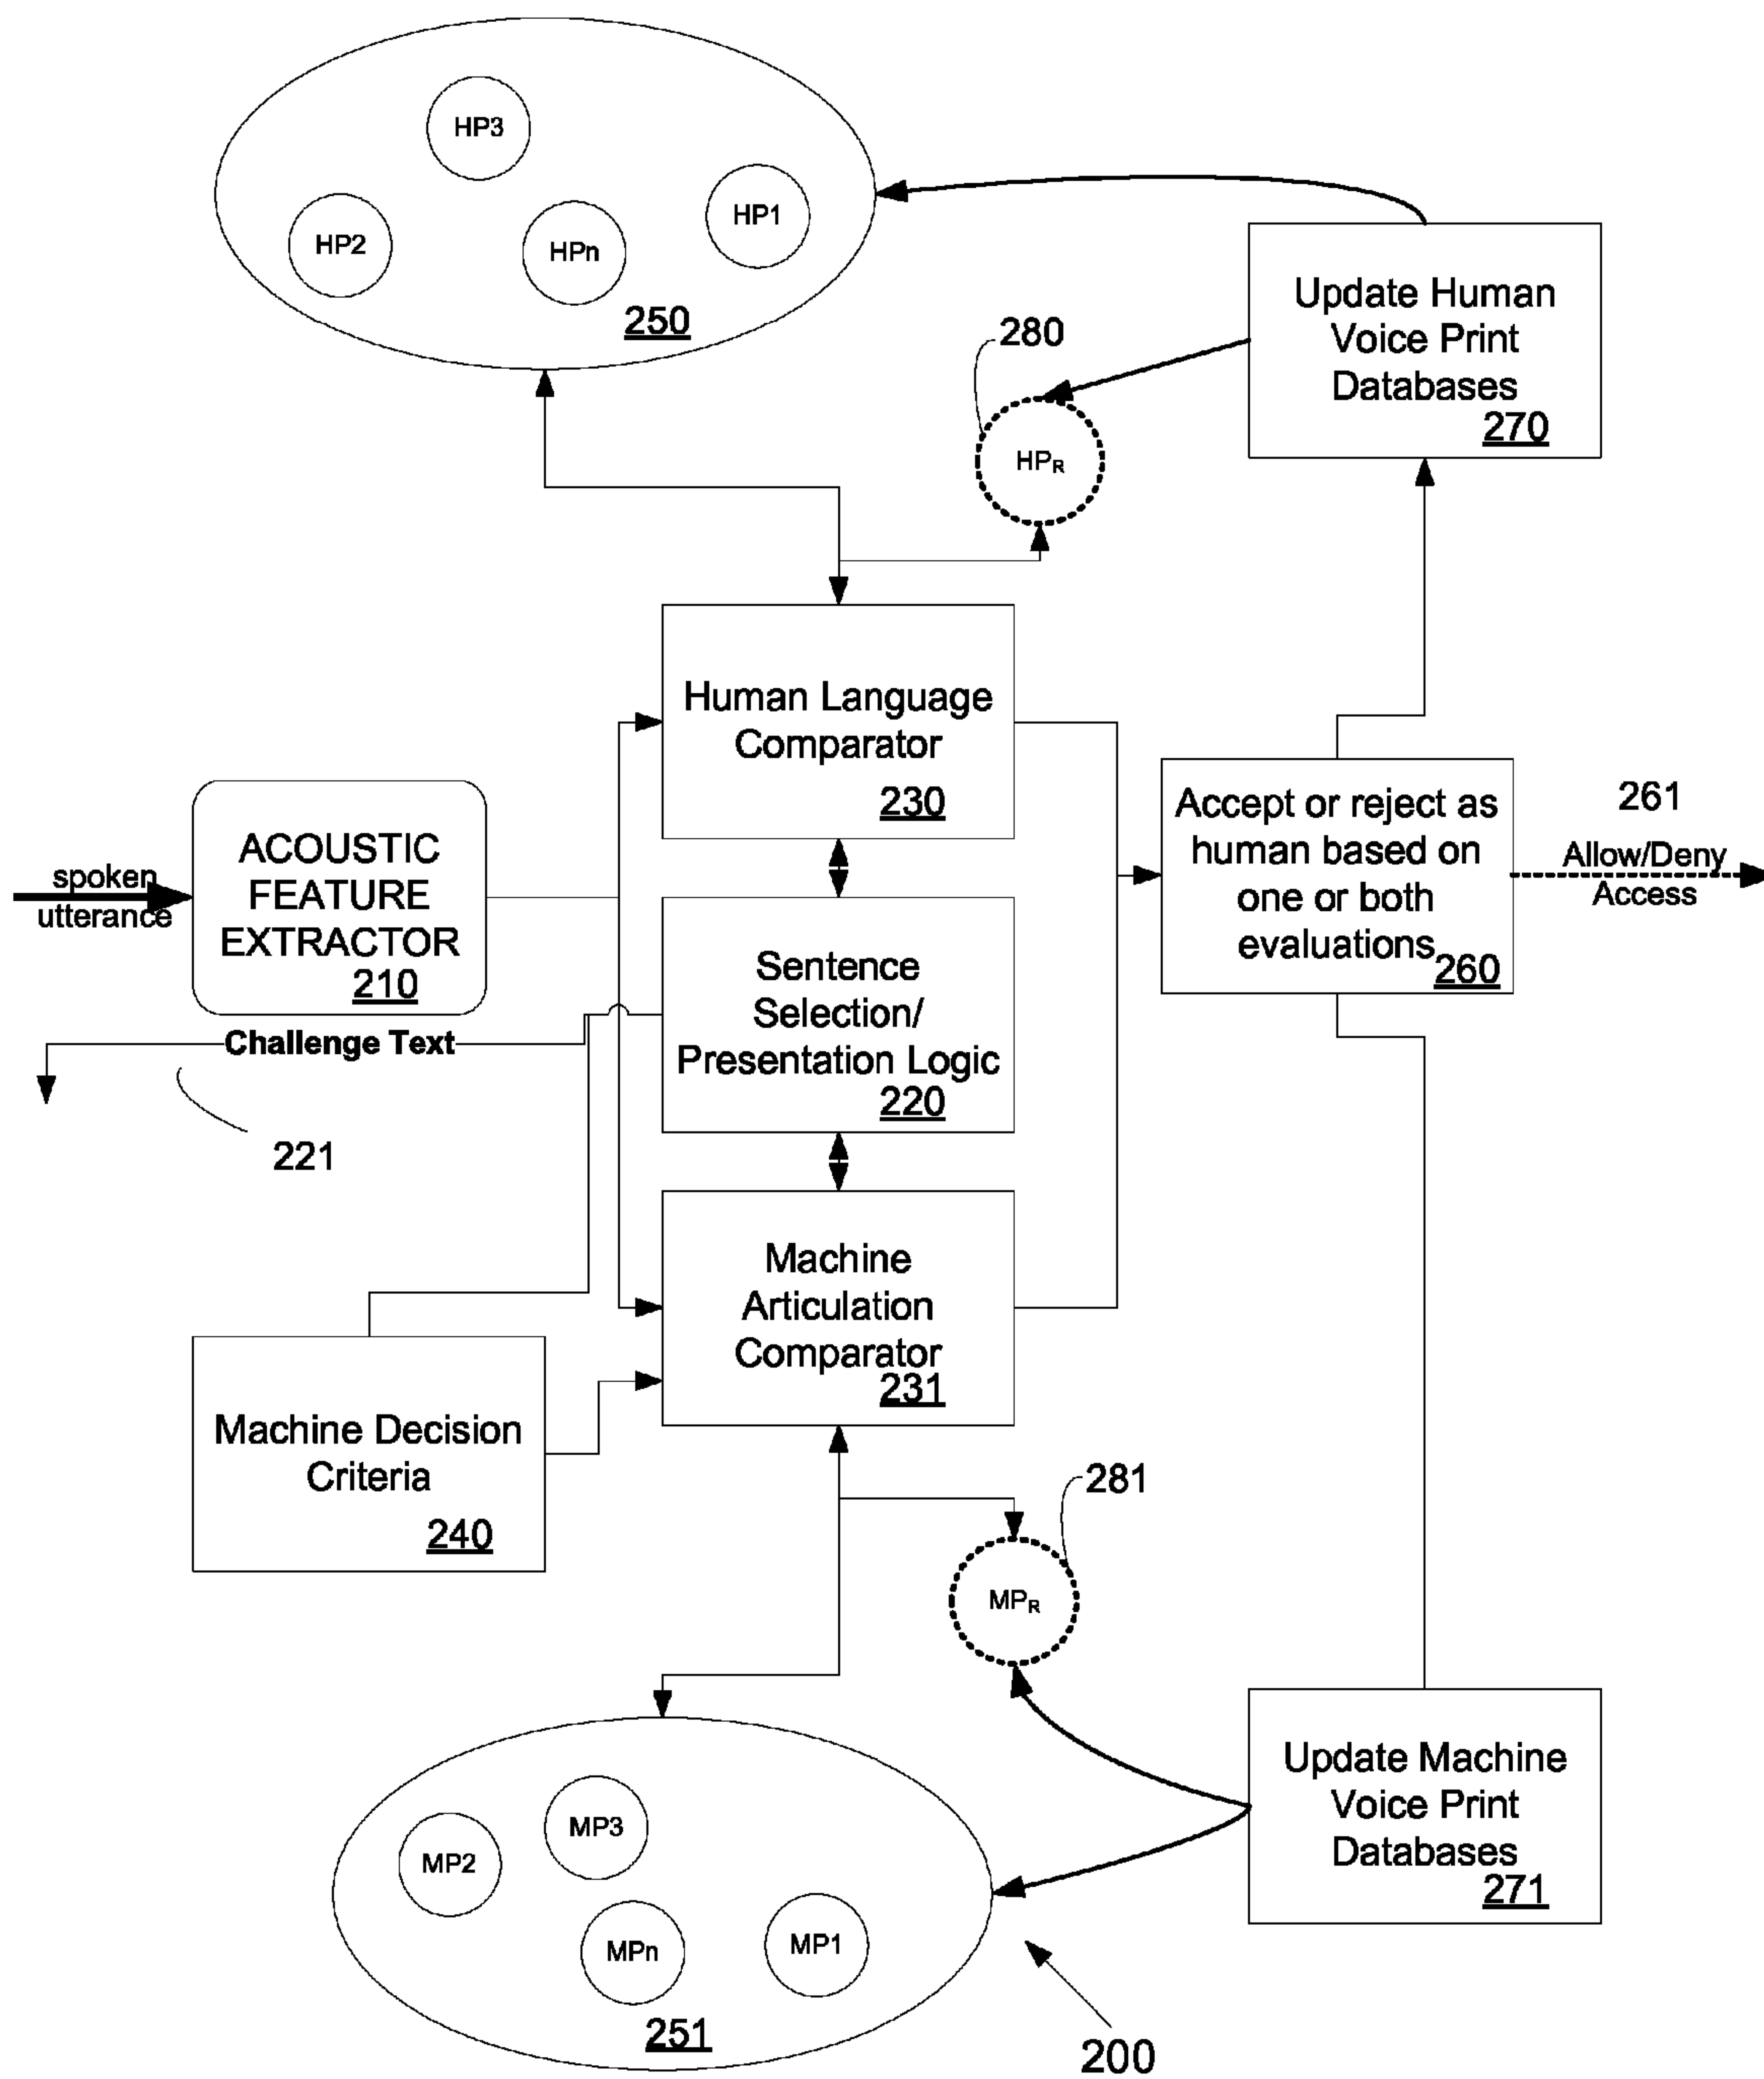 HP3
HP1
HP2
HPn
250
Update Human
Voice Print
Databases
270
280
HPR
Human Language
Comparator
230
spoken
utterance
ACOUSTIC
FEATURE
EXTRACTOR
210
Accept or reject as
human based on
one or both
evaluations
260
261
Allow/Deny
Access
Sentence
Selection/
Presentation Logic
220
Challenge Text
221
Machine
Articulation
Comparator
231
Machine Decision
Criteria
240
281
MPR
Update Machine
Voice Print
Databases
271
MP3
MP2
MPn
MP1
251
200